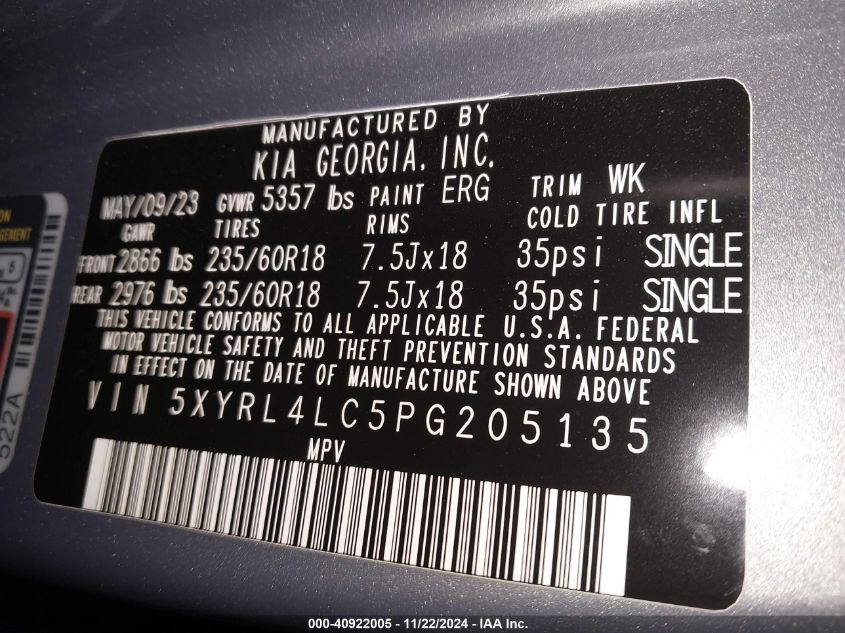 MANUFACTURED BY
KIA GEORGIA, INC.
MAY/09/23 GVWR 5357 lbs PAINT ERG TRIM WK
GAWR TIRES RIMS COLD TIRE INFL
FRONT 2866 lbs 235/60R18 7.5Jx18 35psi SINGLE
REAR 2976 lbs 235/60R18 7.5Jx18 35psi SINGLE
THIS VEHICLE CONFORMS TO ALL APPLICABLE U.S.A. FEDERAL
MOTOR VEHICLE SAFETY AND THEFT PREVENTION STANDARDS
IN EFFECT ON THE DATE OF MANUFACTURE SHOWN ABOVE
VIN 5XYRL4LC5PG205135
MPV
522A
000-40922005 - 11/22/2024 - IAA Inc.